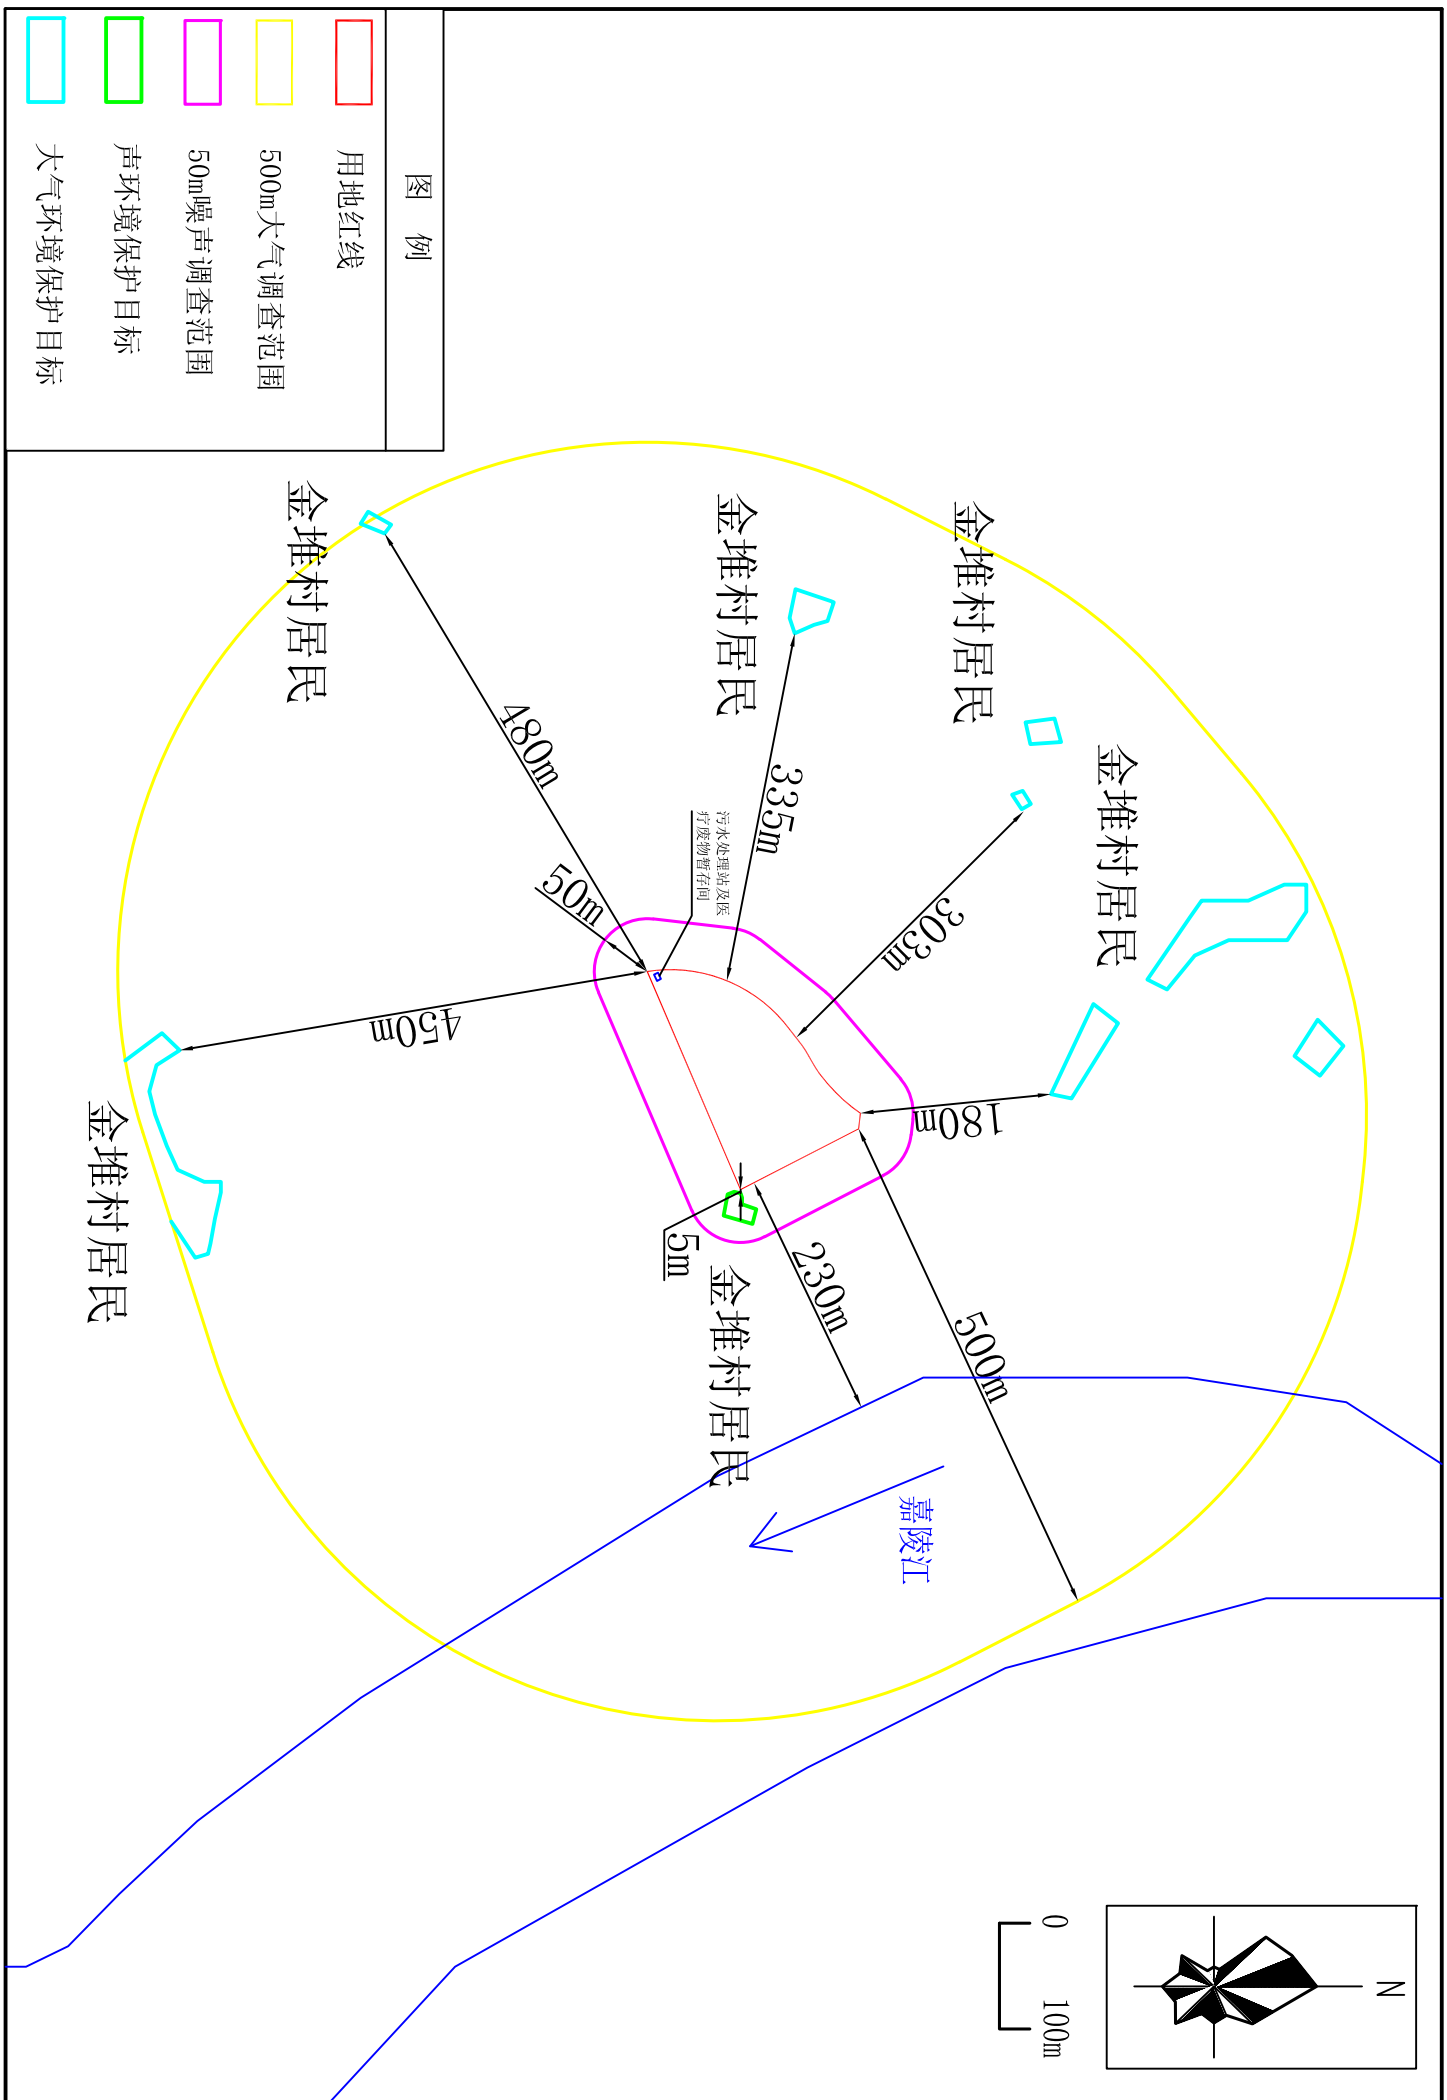 图 例
用地红线
500m大气调查范围
50m噪声调查范围
声环境保护目标
大气环境保护目标
N
0 100m
金堆村居民
金堆村居民
金堆村居民
金堆村居民
180m
303m
335m
480m
污水处理站及医
疗废物暂存间
50m
450m
500m
230m
5m
金堆村居民
金堆村居民
嘉陵江